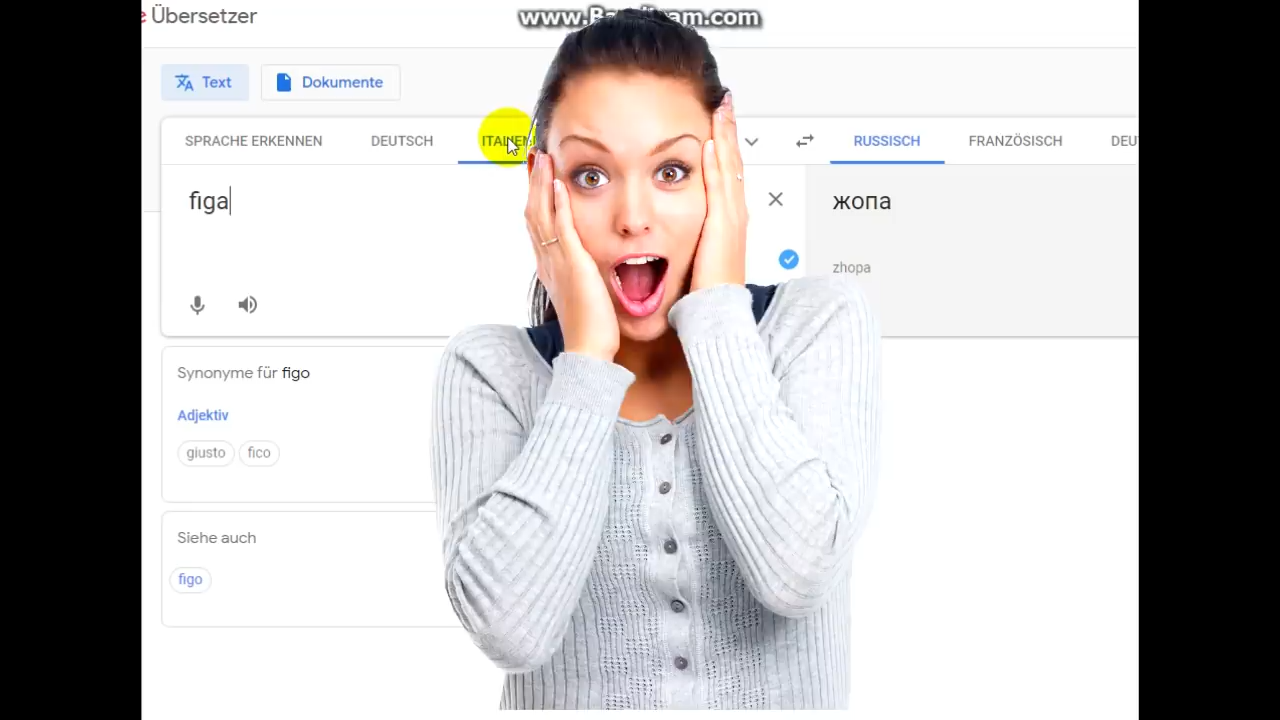 Übersetzer
Text
Dokumente
SPRACHE ERKENNEN
DEUTSCH
RUSSISCH
FRANZÖSISCH
figa
жопа
zhopa
Synonyme für figo
Adjektiv
giusto
fico
Siehe auch
figo